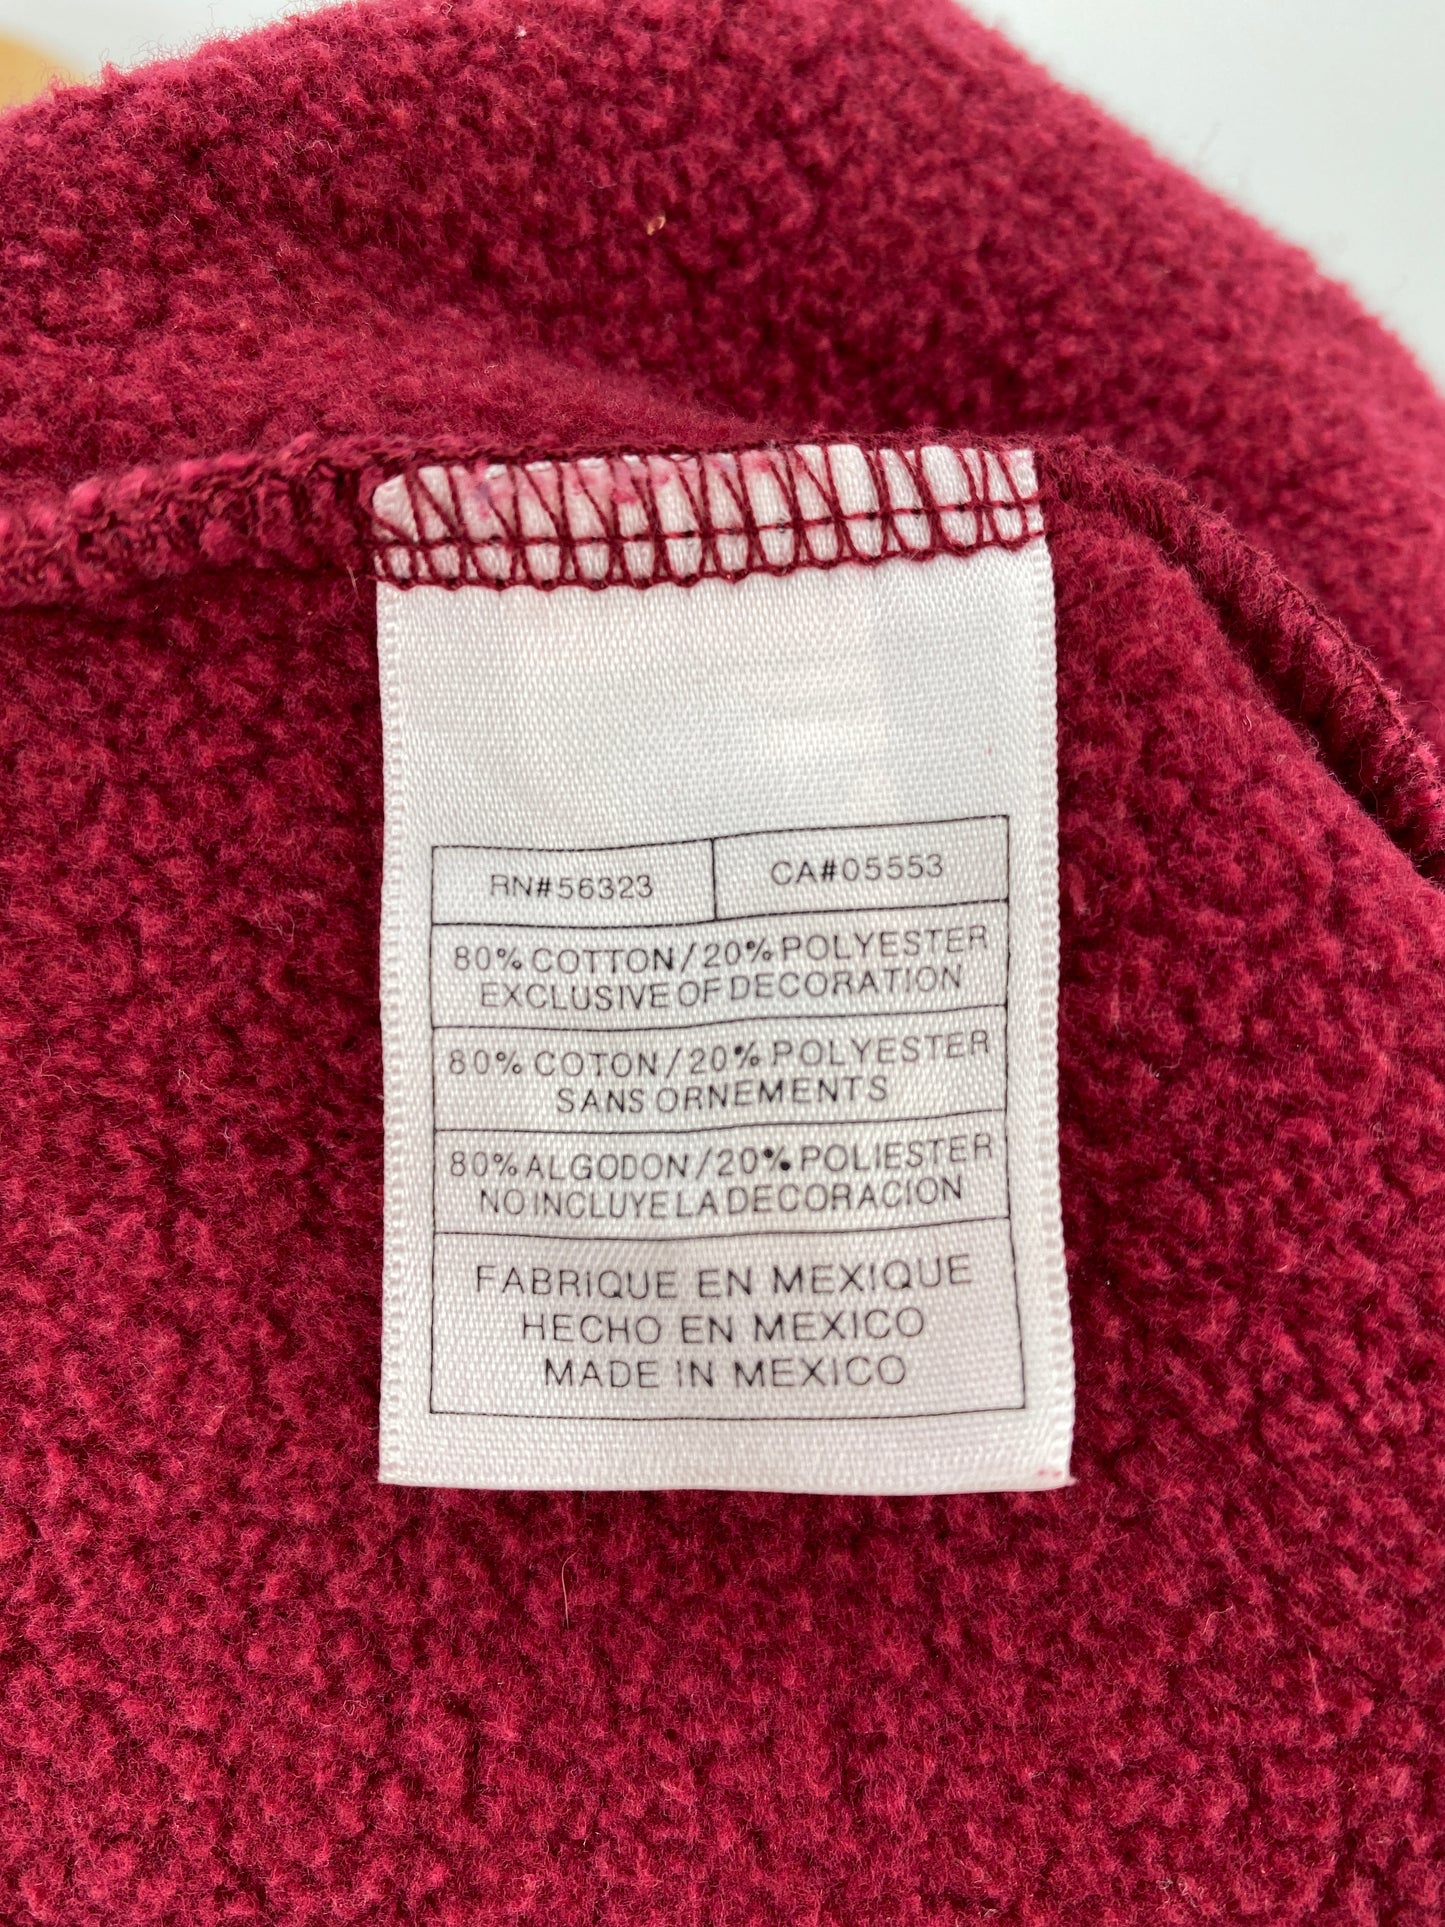 RN#56323 CA#05553
80% COTTON/20% POLYESTER
EXCLUSIVE OF DECORATION
80% COTON/20% POLYESTER
SANS ORNEMENTS
80% ALGODON/20% POLIESTER
NO INCLUYE LA DECORACION
FABRIQUE EN MEXIQUE
HECHO EN MEXICO
MADE IN MEXICO